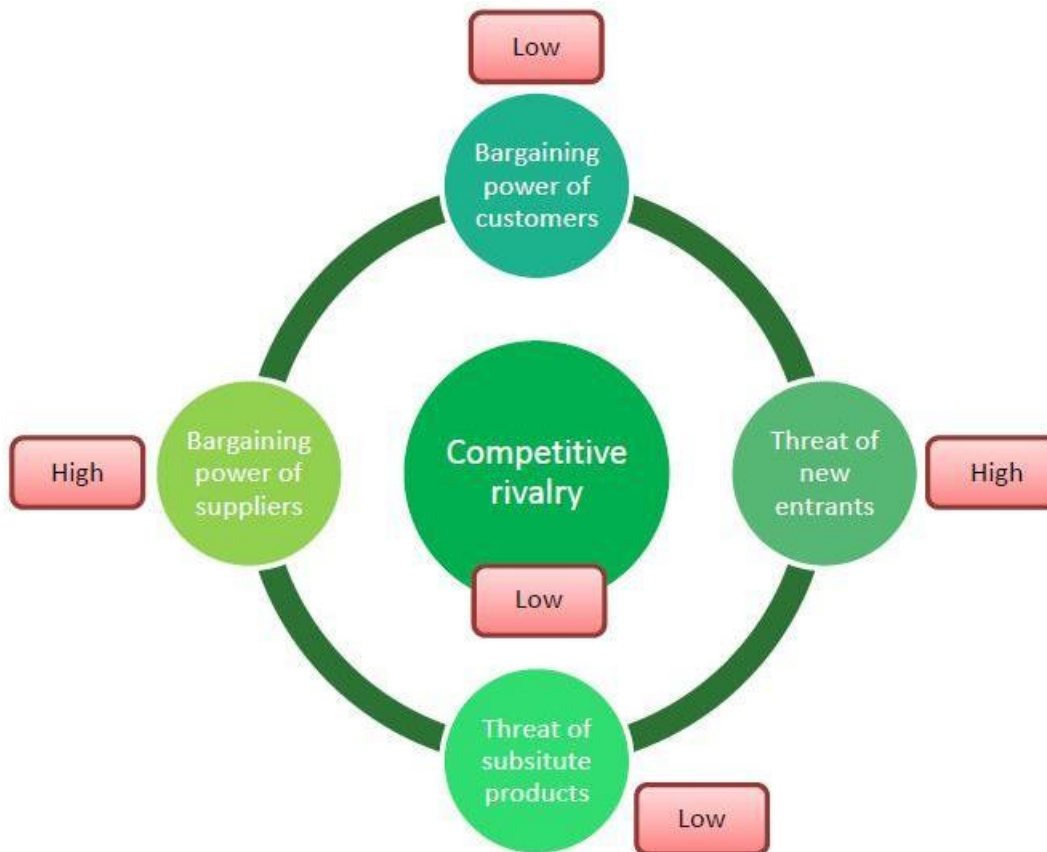 Low
Bargaining
power of
customers
High
Bargaining
power of
suppliers
Competitive
rivalry
Low
Threat of
new
entrants
High
Threat of
subsitute
products
Low